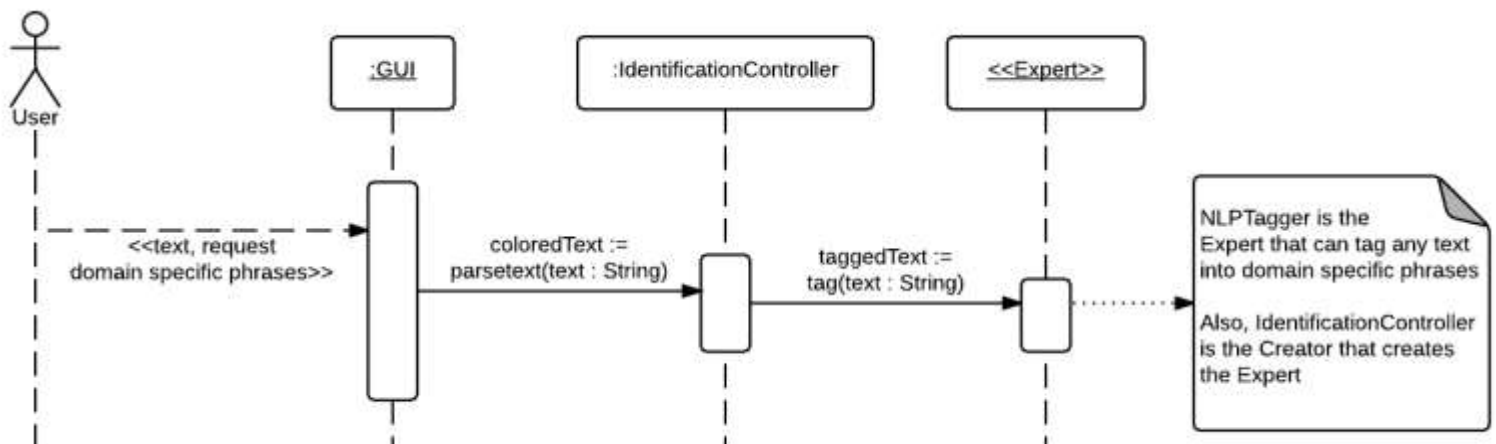 User
:GUI
:IdentificationController
<<Expert>>
<<text, request
domain specific phrases>>
coloredText :=
parsetext(text : String)
taggedText :=
tag(text : String)
NLPTagger is the
Expert that can tag any text
into domain specific phrases
Also, IdentificationController
is the Creator that creates
the Expert